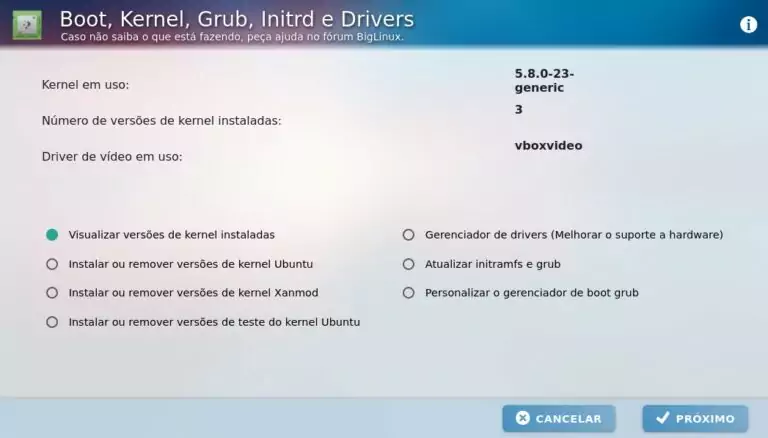 Boot, Kernel, Grub, Initrd e Drivers
Caso não saiba o que está fazendo, peça ajuda no fórum BigLinux.
Kernel em uso:
5.8.0-23-
generic
Número de versões de kernel instaladas:
3
Driver de vídeo em uso:
vboxvideo
Visualizar versões de kernel instaladas
Gerenciador de drivers (Melhorar o suporte a hardware)
Instalar ou remover versões de kernel Ubuntu
Atualizar initramfs e grub
Instalar ou remover versões de kernel Xanmod
Personalizar o gerenciador de boot grub
Instalar ou remover versões de teste do kernel Ubuntu
CANCELAR
PRÓXIMO